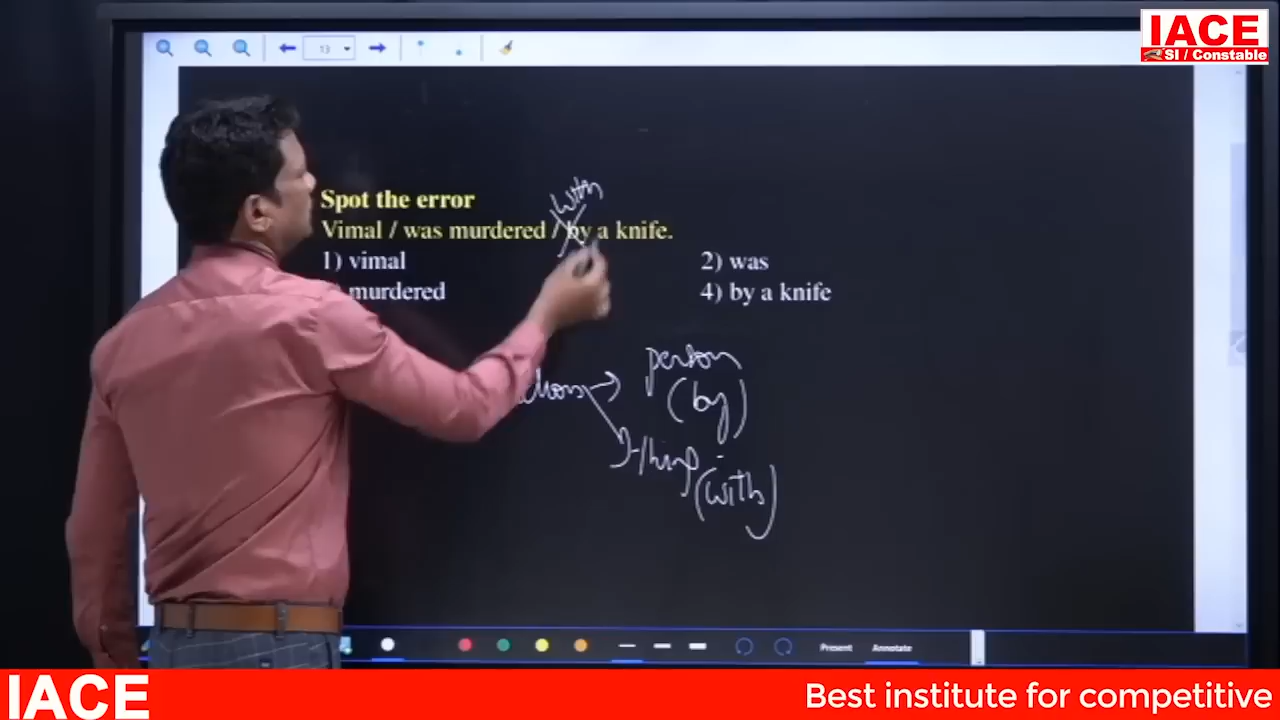 IACE
SI / Constable
13
with
Spot the error
Vimal / was murdered / by a knife.
1) vimal 2) was
murdered 4) by a knife
person
(by)
(with)
Present Annotate
IACE Best institute for competitive